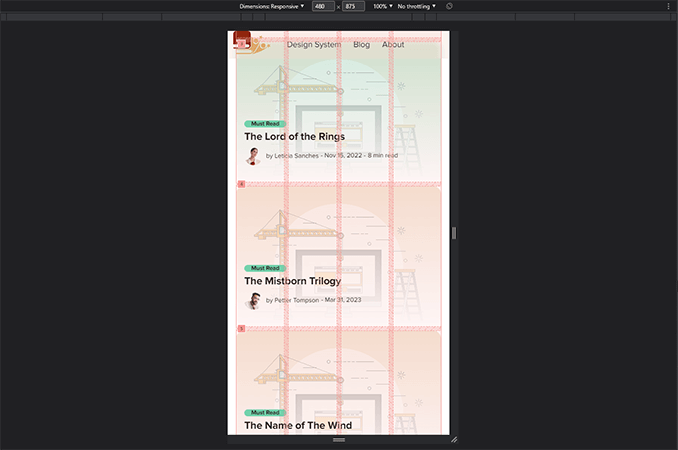 Dimensions: Responsive ▼ 480 x 875 100% ▼ No throttling ▼
Design System Blog About
Must Read
The Lord of the Rings
by Leticia Sanches - Nov 15, 2022 - 8 min read
4
Must Read
The Mistborn Trilogy
by Petter Tompson - Mar 31, 2023
5
Must Read
The Name of The Wind